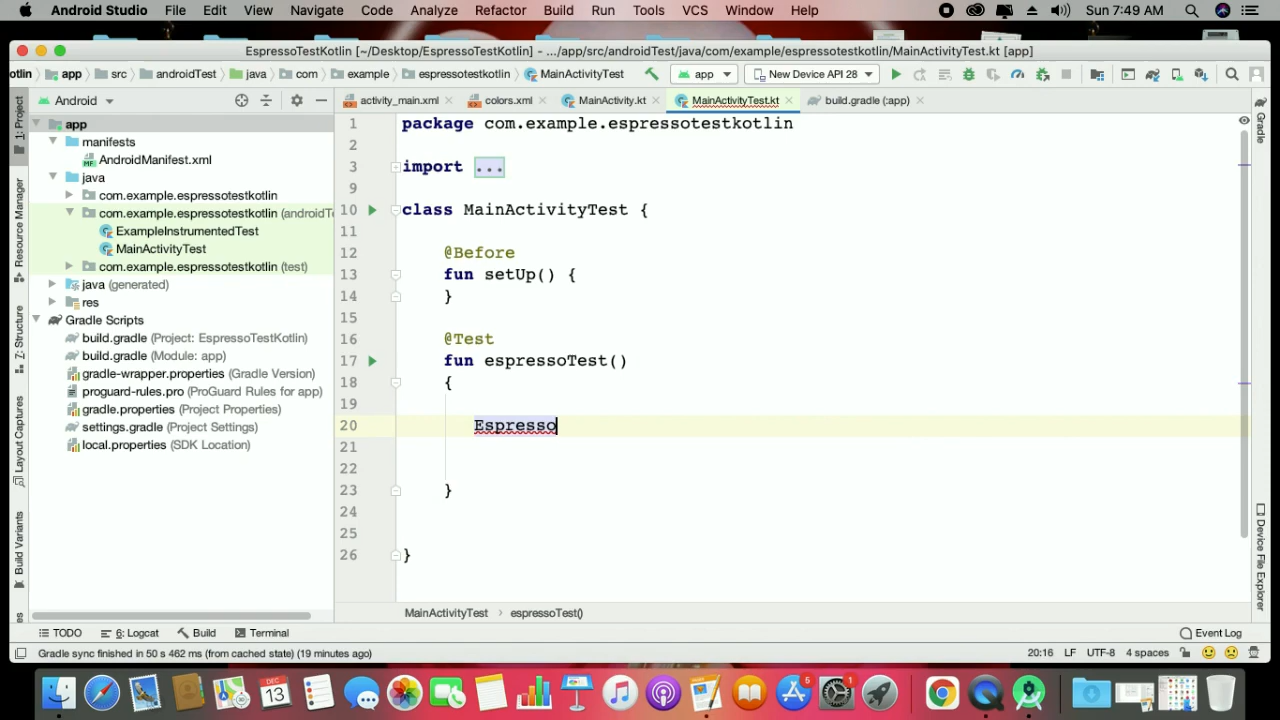 Android Studio File Edit View Navigate Code Analyze Refactor Build Run Tools VCS Window Help Sun 7:49 AM
EspressoTestKotlin [~/Desktop/EspressoTestKotlin] – .../app/src/androidTest/java/com/example/espressotestkotlin/MainActivityTest.kt [app]
otlin app src androidTest java com example espressotestkotlin MainActivityTest app New Device API 28
Android activity_main.xml colors.xml MainActivity.kt MainActivityTest.kt build.gradle (:app)
1: Project
Resource Manager
7: Structure
Layout Captures
Build Variants
app
manifests
AndroidManifest.xml
java
com.example.espressotestkotlin
com.example.espressotestkotlin (androidT
ExampleInstrumentedTest
MainActivityTest
com.example.espressotestkotlin (test)
java (generated)
res
Gradle Scripts
build.gradle (Project: EspressoTestKotlin)
build.gradle (Module: app)
gradle-wrapper.properties (Gradle Version)
proguard-rules.pro (ProGuard Rules for app)
gradle.properties (Project Properties)
settings.gradle (Project Settings)
local.properties (SDK Location)
1 package com.example.espressotestkotlin
2
3 import ...
9
10 class MainActivityTest {
11
12 @Before
13 fun setUp() {
14 }
15
16 @Test
17 fun espressoTest()
18 {
19
20 Espresso
21
22
23 }
24
25
26 }
Gradle
Device File Explorer
MainActivityTest › espressoTest()
TODO 6: Logcat Build Terminal Event Log
Gradle sync finished in 50 s 462 ms (from cached state) (19 minutes ago) 20:16 LF UTF-8 4 spaces
DEC
13
5
1